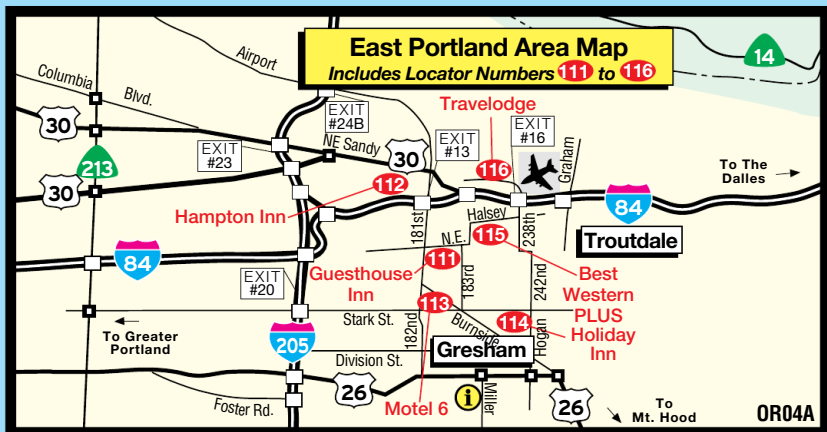 East Portland Area Map
Includes Locator Numbers 111 to 116
14
Airport
Columbia
Blvd.
30
EXIT
#24B
Travelodge
EXIT
#13
EXIT
#16
EXIT
#23
NE Sandy
30
116
Graham
To The
Dalles
213
30
112
Hampton Inn
181st
Halsey
N.E.
115
238th
84
Troutdale
84
EXIT
#20
Guesthouse
Inn
111
183rd
242nd
Best
Western
PLUS
Holiday
Inn
113
114
Stark St.
182nd
Burnside
Hogan
To Greater
Portland
205
Division St.
Gresham
26
Foster Rd.
Motel 6
i
Miller
26
To
Mt. Hood
OR04A